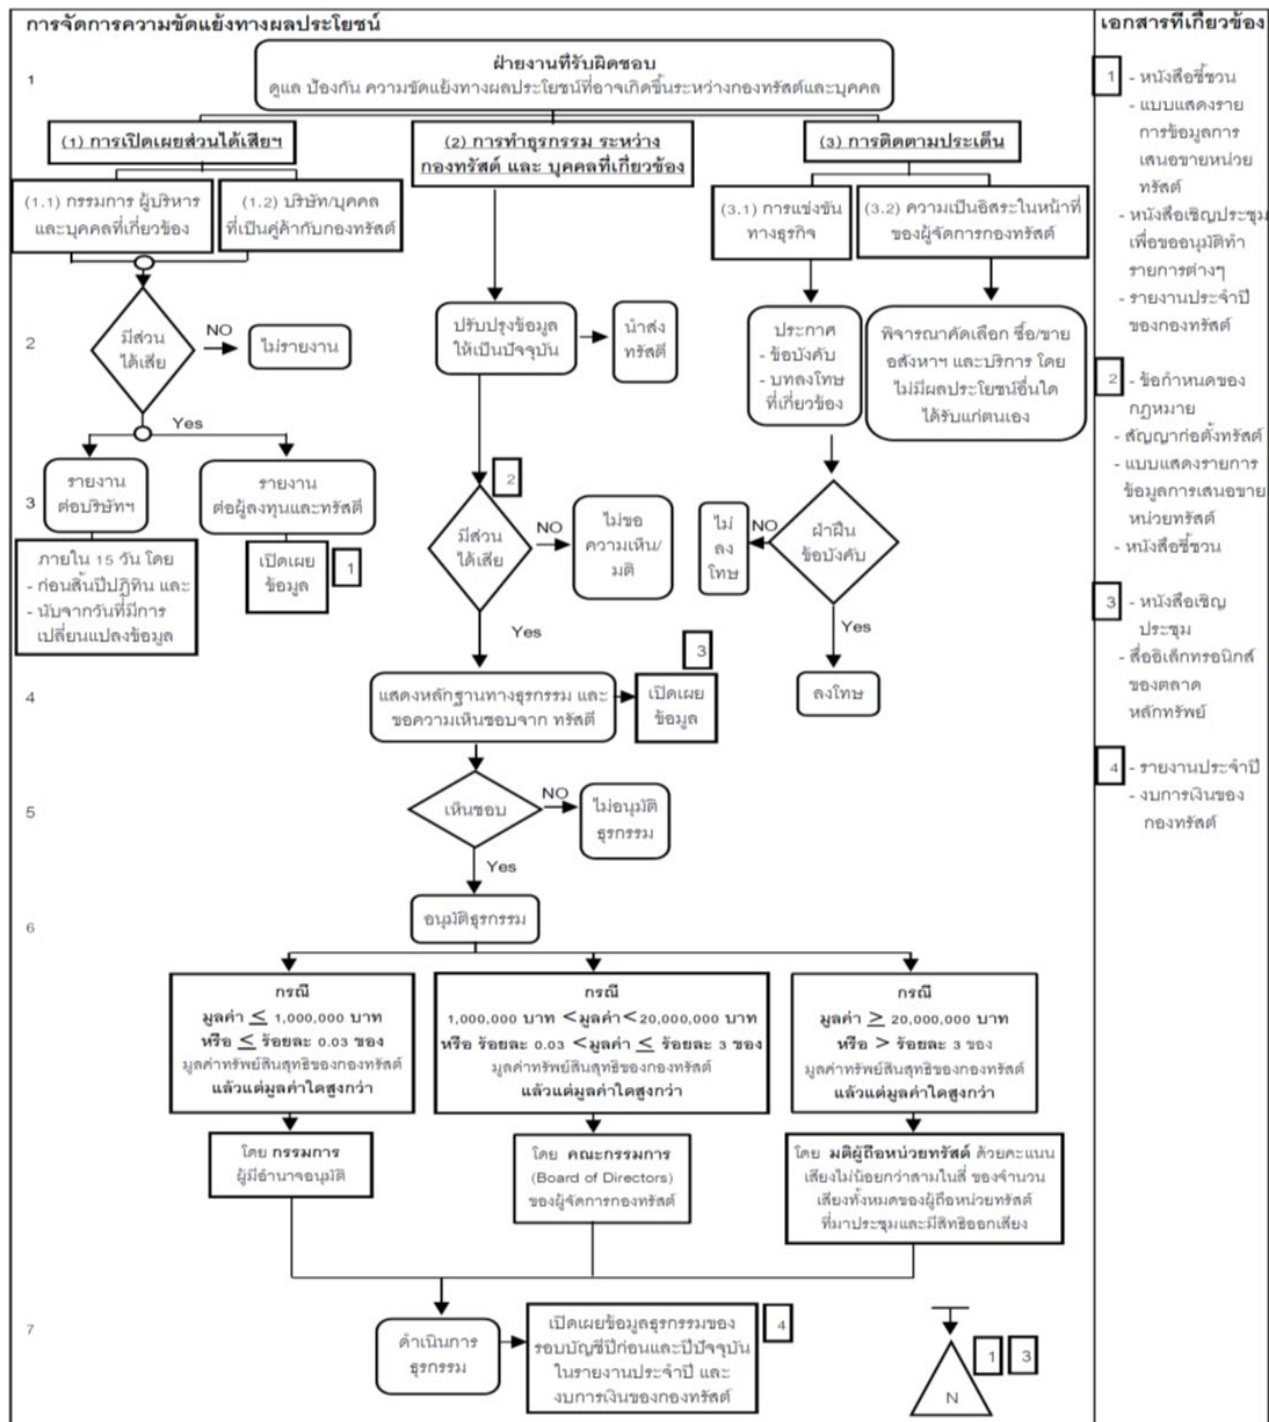 การจัดการความขัดแย้งทางผลประโยชน์
1
ฝ่ายงานที่รับผิดชอบ
ดูแล ป้องกัน ความขัดแย้งทางผลประโยชน์ที่อาจเกิดขึ้นระหว่างกองทรัสต์และบุคคล
(1) การเปิดเผยส่วนได้เสียฯ
(2) การทำธุรกรรม ระหว่าง
กองทรัสต์ และ บุคคลที่เกี่ยวข้อง
(3) การติดตามประเด็น
(1.1) กรรมการ ผู้บริหาร
และบุคคลที่เกี่ยวข้อง
(1.2) บริษัท/บุคคล
ที่เป็นคู่ค้ากับกองทรัสต์
(3.1) การแข่งขัน
ทางธุรกิจ
(3.2) ความเป็นอิสระในหน้าที่
ของผู้จัดการกองทรัสต์
2
มีส่วน
ได้เสีย
NO
ไม่รายงาน
Yes
ปรับปรุงข้อมูล
ให้เป็นปัจจุบัน
นำส่ง
ทรัสตี
ประกาศ
- ข้อบังคับ
- บทลงโทษ
ที่เกี่ยวข้อง
พิจารณาคัดเลือก ซื้อ/ขาย
อสังหาฯ และบริการ โดย
ไม่มีผลประโยชน์อื่นใด
ได้รับแก่ตนเอง
3
รายงาน
ต่อบริษัทฯ
รายงาน
ต่อผู้ลงทุนและทรัสตี
ภายใน 15 วัน โดย
- ก่อนสิ้นปีปฏิทิน และ
- นับจากวันที่มีการ
เปลี่ยนแปลงข้อมูล
เปิดเผย
ข้อมูล
1
2
มีส่วน
ได้เสีย
NO
ไม่ขอ
ความเห็น/
มติ
Yes
ไม่
ลง
โทษ
NO
ฝ่าฝืน
ข้อบังคับ
Yes
4
แสดงหลักฐานทางธุรกรรม และ
ขอความเห็นชอบจาก ทรัสตี
3
เปิดเผย
ข้อมูล
ลงโทษ
5
เห็นชอบ
NO
ไม่อนุมัติ
ธุรกรรม
Yes
6
อนุมัติธุรกรรม
กรณี
มูลค่า ≤ 1,000,000 บาท
หรือ ≤ ร้อยละ 0.03 ของ
มูลค่าทรัพย์สินสุทธิของกองทรัสต์
แล้วแต่มูลค่าใดสูงกว่า
กรณี
1,000,000 บาท <มูลค่า<20,000,000 บาท
หรือ ร้อยละ 0.03 <มูลค่า ≤ ร้อยละ 3 ของ
มูลค่าทรัพย์สินสุทธิของกองทรัสต์
แล้วแต่มูลค่าใดสูงกว่า
กรณี
มูลค่า ≥ 20,000,000 บาท
หรือ > ร้อยละ 3 ของ
มูลค่าทรัพย์สินสุทธิของกองทรัสต์
แล้วแต่มูลค่าใดสูงกว่า
โดย กรรมการ
ผู้มีอำนาจอนุมัติ
โดย คณะกรรมการ
(Board of Directors)
ของผู้จัดการกองทรัสต์
โดย มติผู้ถือหน่วยทรัสต์ ด้วยคะแนน
เสียงไม่น้อยกว่าสามในสี่ ของจำนวน
เสียงทั้งหมดของผู้ถือหน่วยทรัสต์
ที่มาประชุมและมีสิทธิออกเสียง
7
ดำเนินการ
ธุรกรรม
เปิดเผยข้อมูลธุรกรรมของ
รอบบัญชีปีก่อนและปีปัจจุบัน
ในรายงานประจำปี และ
งบการเงินของกองทรัสต์
4
N
1
3
เอกสารที่เกี่ยวข้อง
1 - หนังสือชี้ชวน
- แบบแสดงราย
การข้อมูลการ
เสนอขายหน่วย
ทรัสต์
- หนังสือเชิญประชุม
เพื่อขออนุมัติทำ
รายการต่างๆ
- รายงานประจำปี
ของกองทรัสต์
2 - ข้อกำหนดของ
กฎหมาย
- สัญญาก่อตั้งทรัสต์
- แบบแสดงรายการ
ข้อมูลการเสนอขาย
หน่วยทรัสต์
- หนังสือชี้ชวน
3 - หนังสือเชิญ
ประชุม
- สื่ออิเล็กทรอนิกส์
ของตลาด
หลักทรัพย์
4 - รายงานประจำปี
- งบการเงินของ
กองทรัสต์